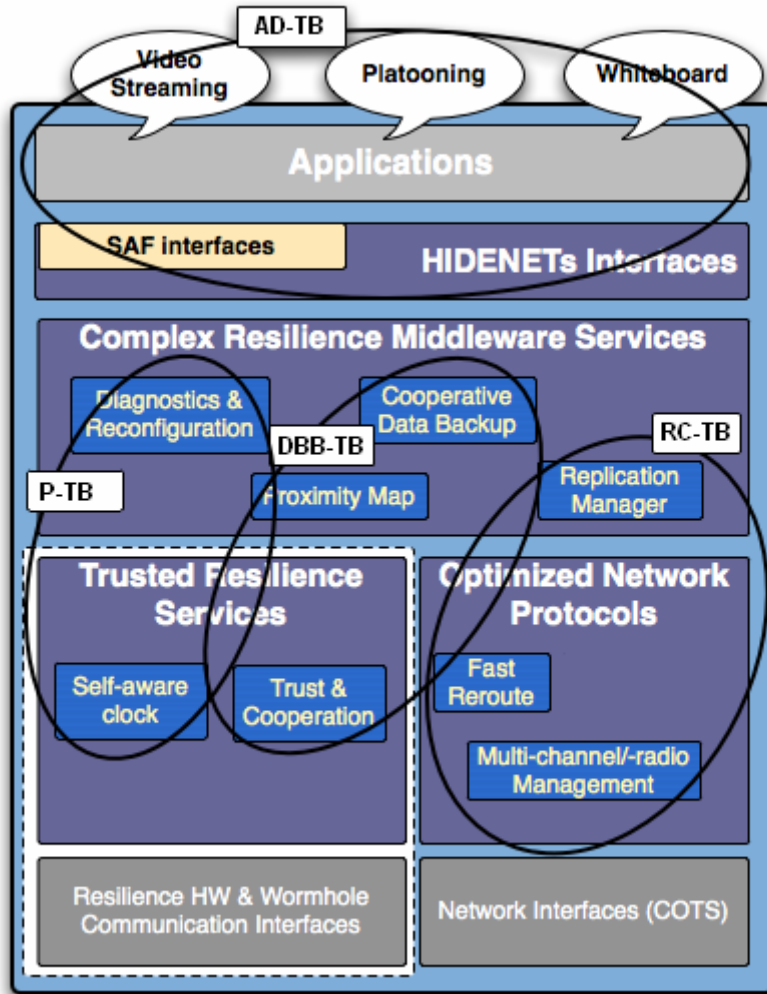 AD-TB
Video
Streaming
Platooning
Whiteboard
Applications
SAF interfaces
HIDENETs Interfaces
Complex Resilience Middleware Services
Diagnostics &
Reconfiguration
Cooperative
Data Backup
DBB-TB
RC-TB
P-TB
Proximity Map
Replication
Manager
Trusted Resilience
Services
Optimized Network
Protocols
Self-aware
clock
Trust &
Cooperation
Fast
Reroute
Multi-channel/-radio
Management
Resilience HW & Wormhole
Communication Interfaces
Network Interfaces (COTS)